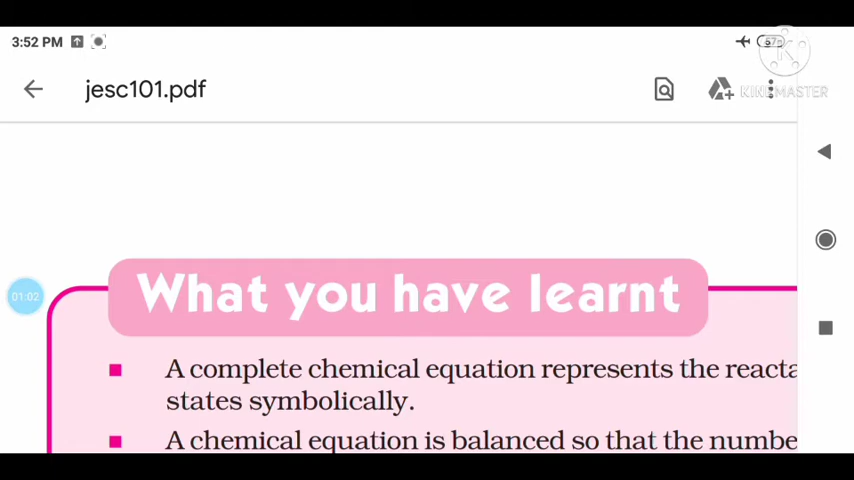 3:52 PM
67
K
KINEMASTER
jesc101.pdf
01:02
What you have learnt
A complete chemical equation represents the reacta
states symbolically.
A chemical equation is balanced so that the numbe